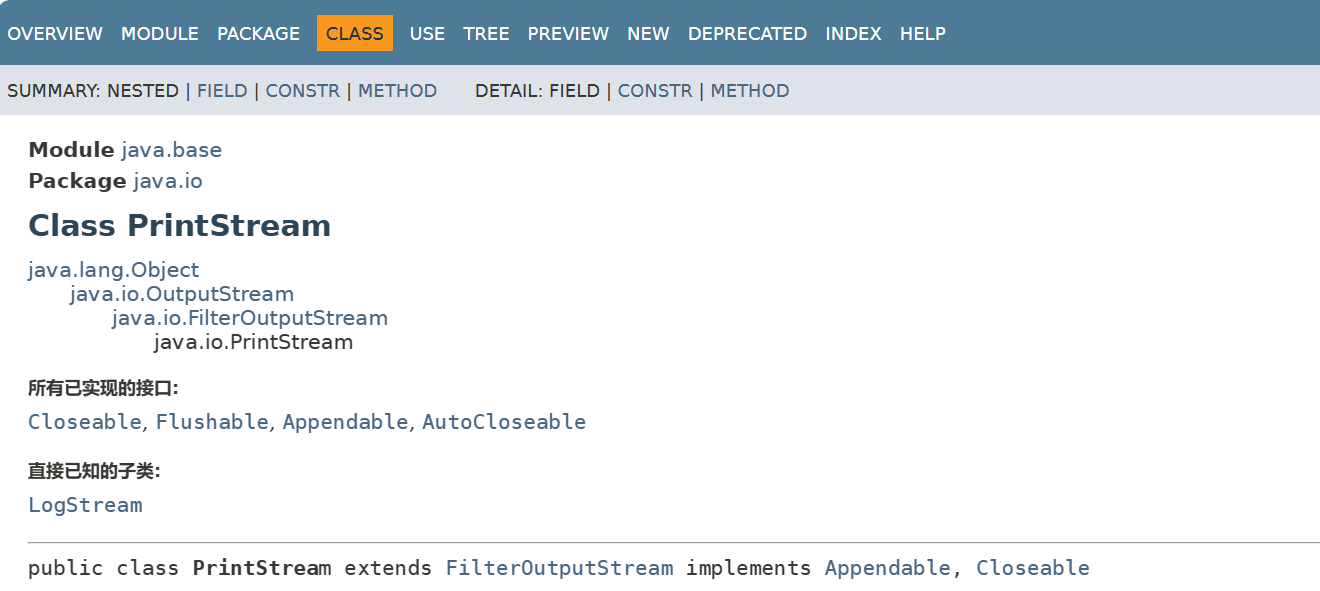 OVERVIEW MODULE PACKAGE CLASS USE TREE PREVIEW NEW DEPRECATED INDEX HELP
SUMMARY: NESTED | FIELD | CONSTR | METHOD DETAIL: FIELD | CONSTR | METHOD
Module java.base
Package java.io
Class PrintStream
java.lang.Object
java.io.OutputStream
java.io.FilterOutputStream
java.io.PrintStream
所有已实现的接口:
Closeable, Flushable, Appendable, AutoCloseable
直接已知的子类:
LogStream
public class PrintStream extends FilterOutputStream implements Appendable, Closeable